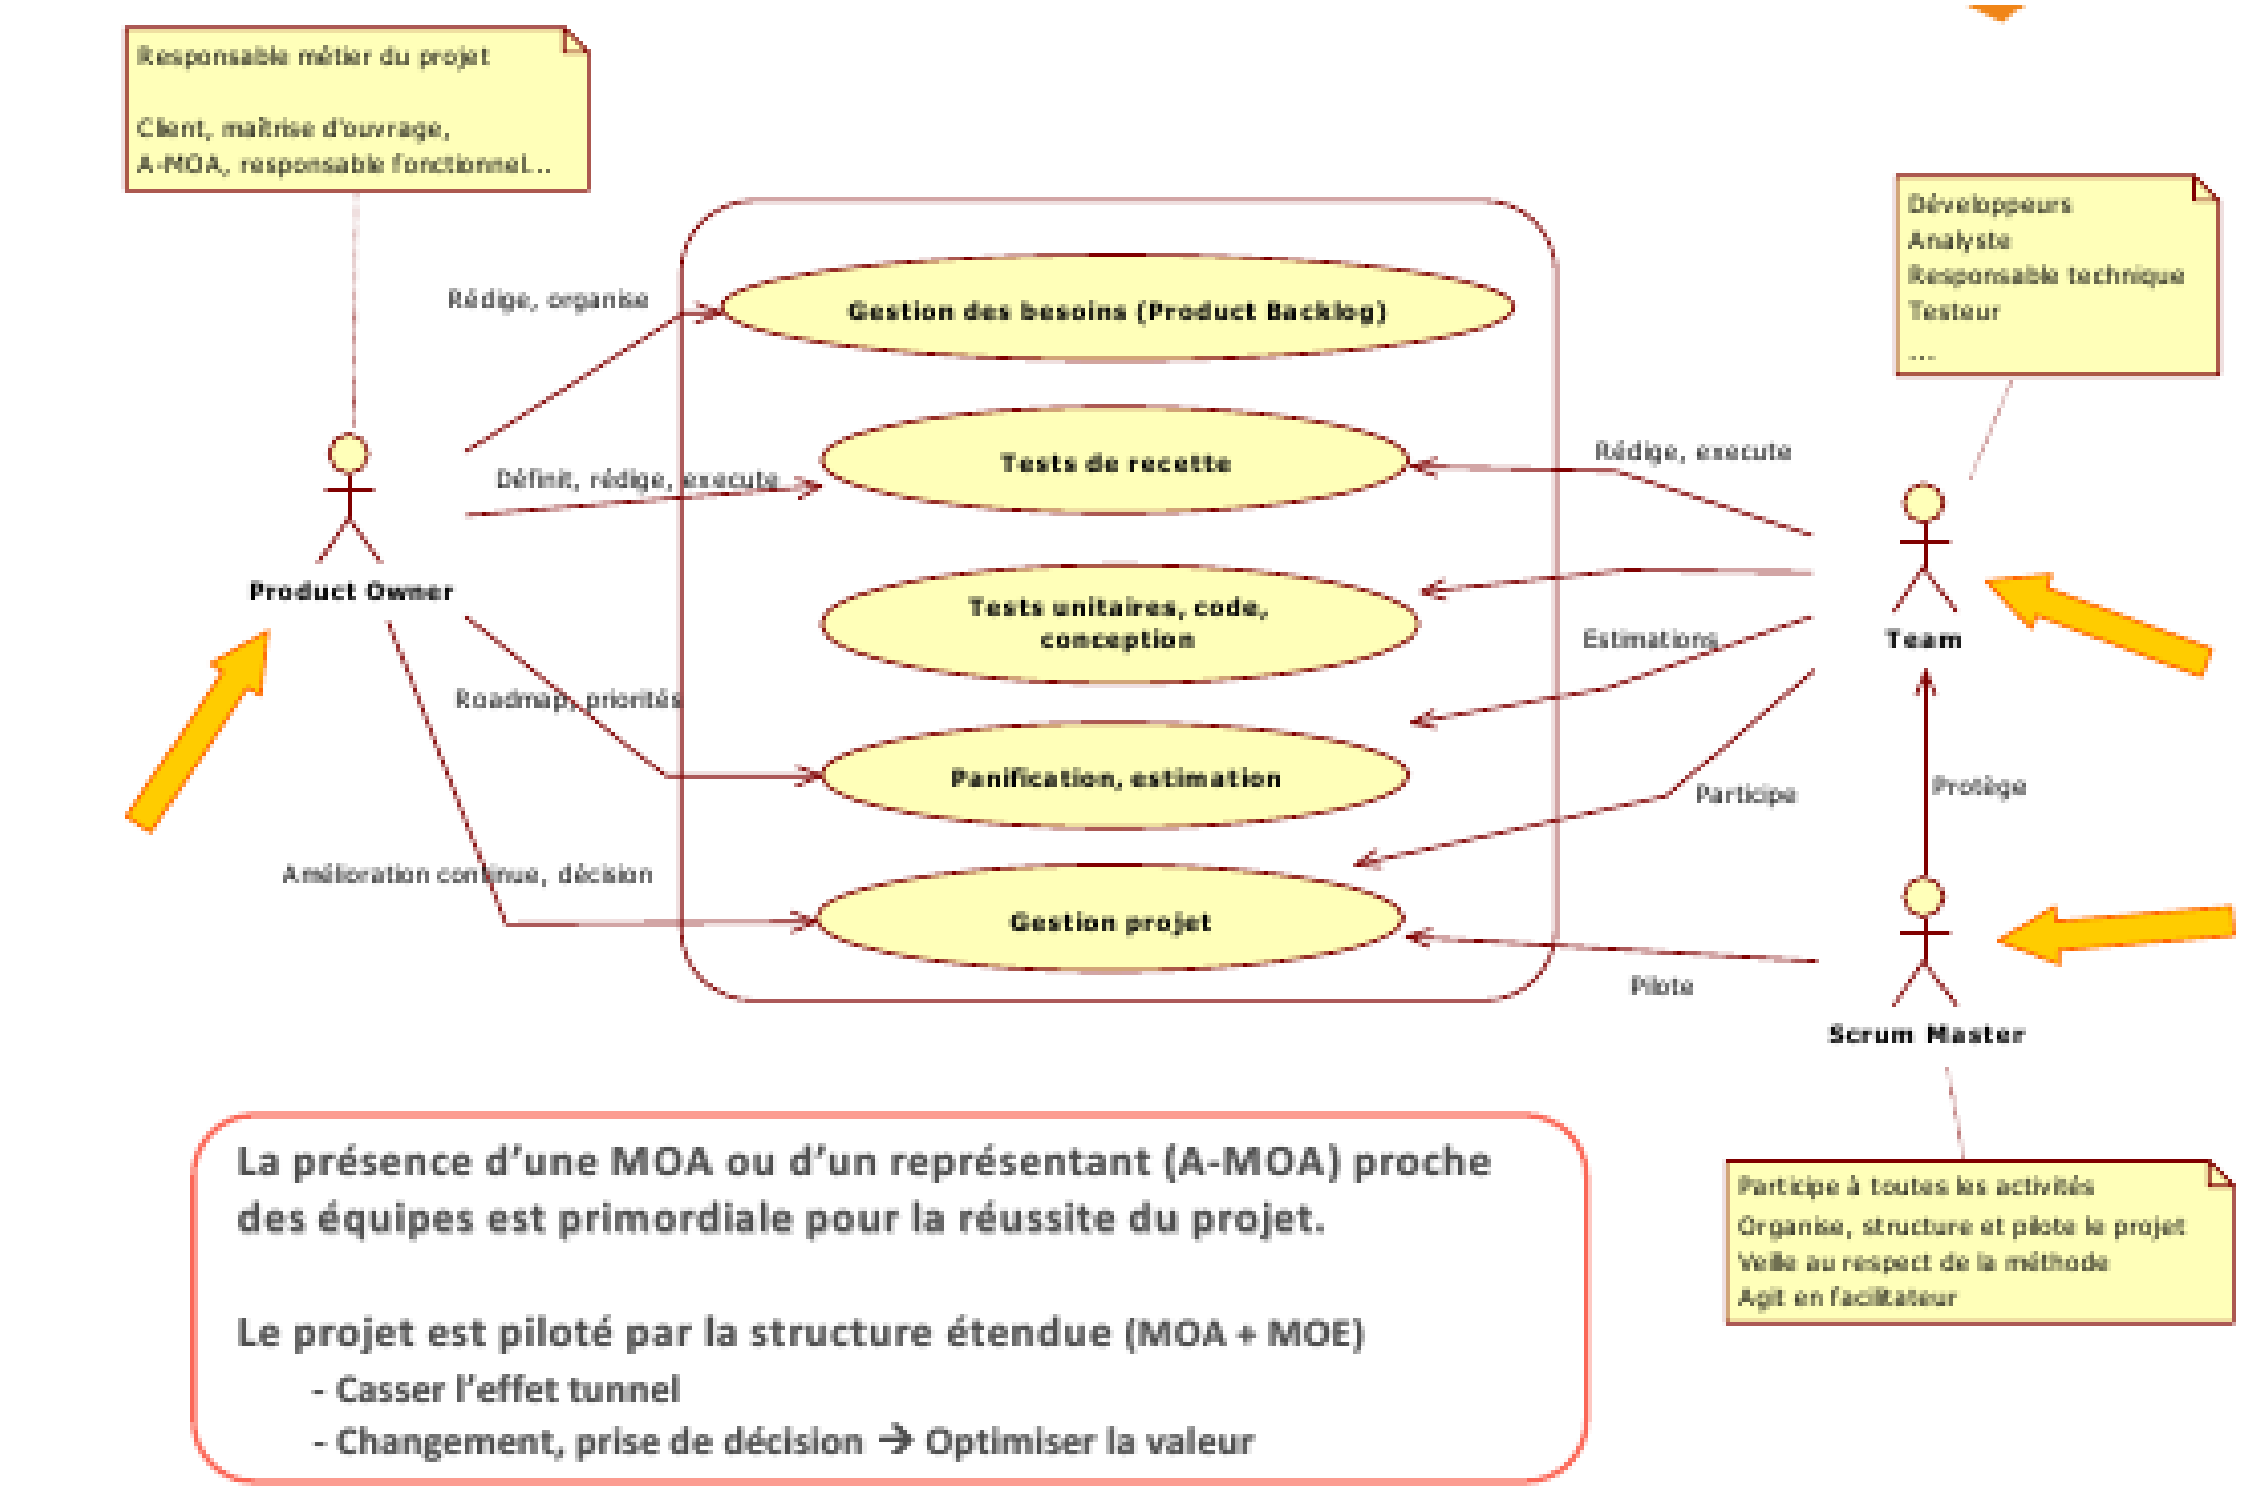 Responsable métier du projet
Client, maîtrise d'ouvrage,
A-MOA, responsable fonctionnel...
Développeurs
Analyste
Responsable technique
Testeur
...
Rédige, organise
Gestion des besoins (Product Backlog)
Définit, rédige, execute
Tests de recette
Rédige, execute
Product Owner
Tests unitaires, code,
conception
Team
Estimations
Roadmap, priorités
Panification, estimation
Participe
Protège
Amélioration continue, décision
Gestion projet
Pilote
Scrum Master
La présence d’une MOA ou d’un représentant (A-MOA) proche
des équipes est primordiale pour la réussite du projet.
Le projet est piloté par la structure étendue (MOA + MOE)
- Casser l’effet tunnel
- Changement, prise de décision → Optimiser la valeur
Participe à toutes les activités
Organise, structure et pilote le projet
Veille au respect de la méthode
Agit en facilitateur